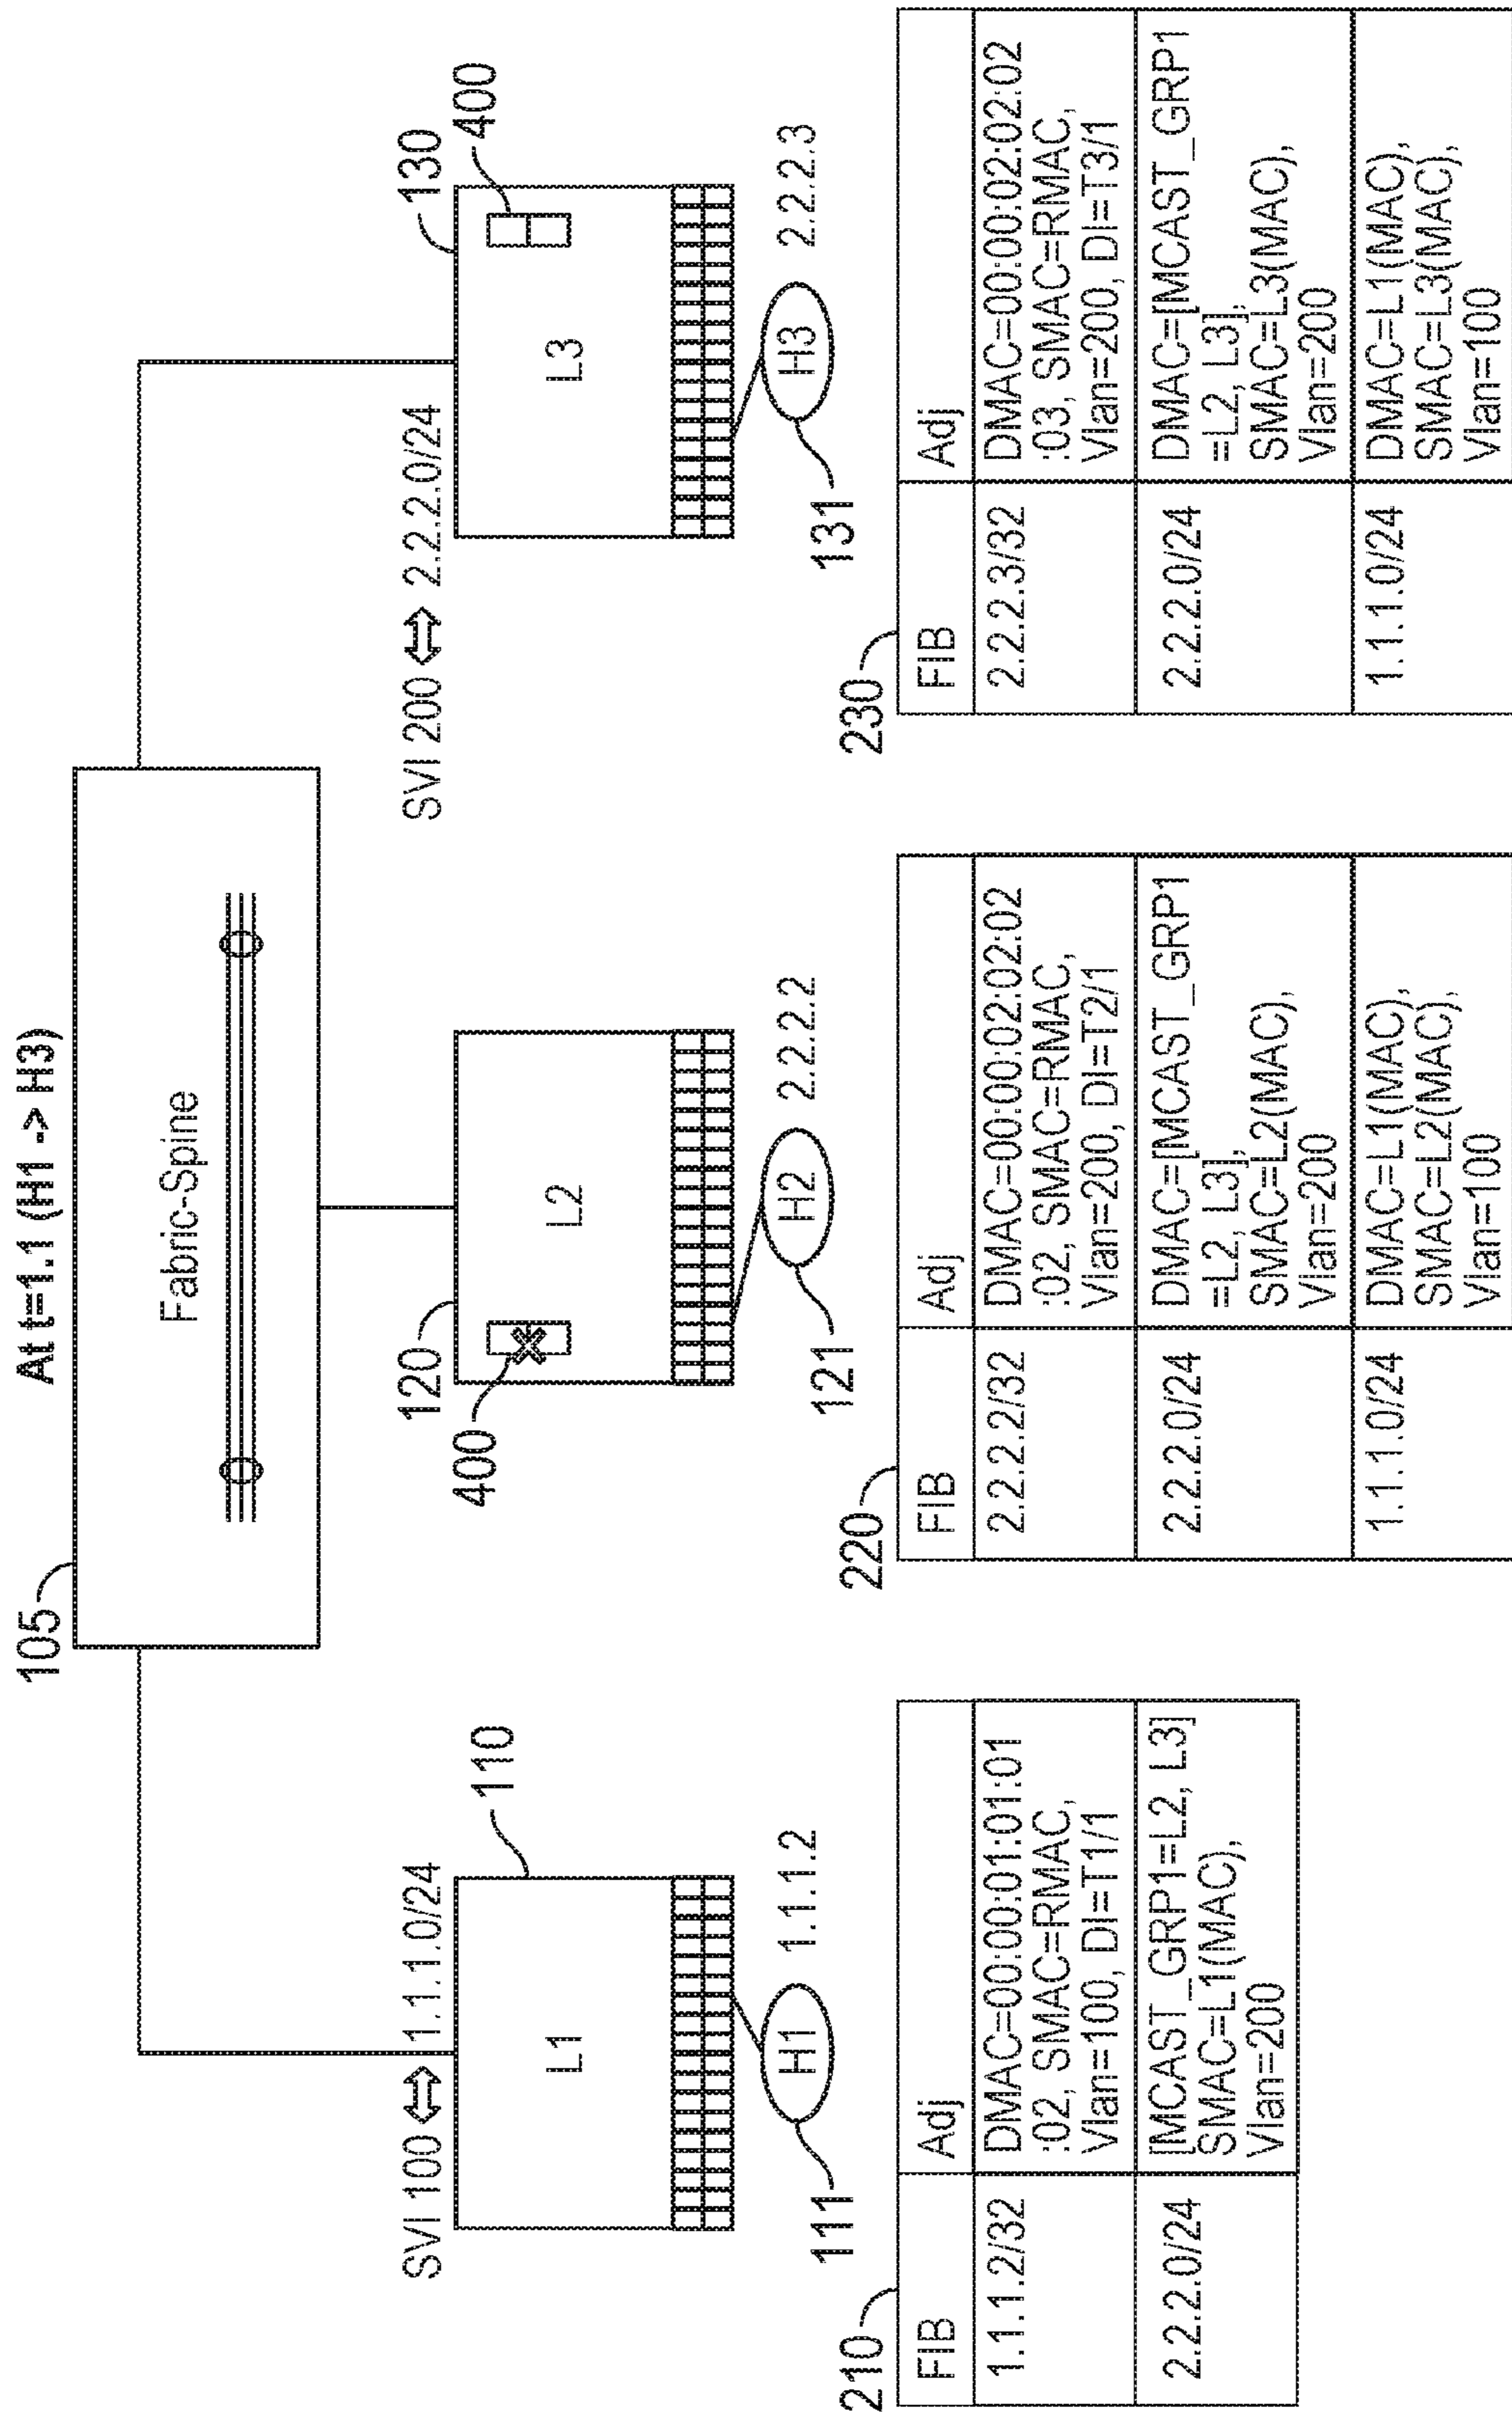 At t=1.1 (H1 -> H3)
105
Fabric-Spine
SVI 100 ⇔ 1.1.1.0/24
110
L1
111
H1
1.1.1.2
120
400
L2
121
H2
2.2.2.2
SVI 200 ⇔ 2.2.2.0/24
130
400
L3
131
H3
2.2.2.3
210
FIB
Adj
1.1.1.2/32
DMAC=00:00:01:01:01
:02, SMAC=RMAC,
Vlan=100, DI=T1/1
2.2.2.0/24
[MCAST_GRP1=L2, L3]
SMAC=L1(MAC),
Vlan=200
220
FIB
Adj
2.2.2.2/32
DMAC=00:00:02:02:02
:02, SMAC=RMAC,
Vlan=200, DI=T2/1
2.2.2.0/24
DMAC=[MCAST_GRP1
=L2, L3],
SMAC=L2(MAC),
Vlan=200
1.1.1.0/24
DMAC=L1(MAC),
SMAC=L2(MAC),
Vlan=100
230
FIB
Adj
2.2.2.3/32
DMAC=00:00:02:02:02
:03, SMAC=RMAC,
Vlan=200, DI=T3/1
2.2.2.0/24
DMAC=[MCAST_GRP1
=L2, L3],
SMAC=L3(MAC),
Vlan=200
1.1.1.0/24
DMAC=L1(MAC),
SMAC=L3(MAC),
Vlan=100